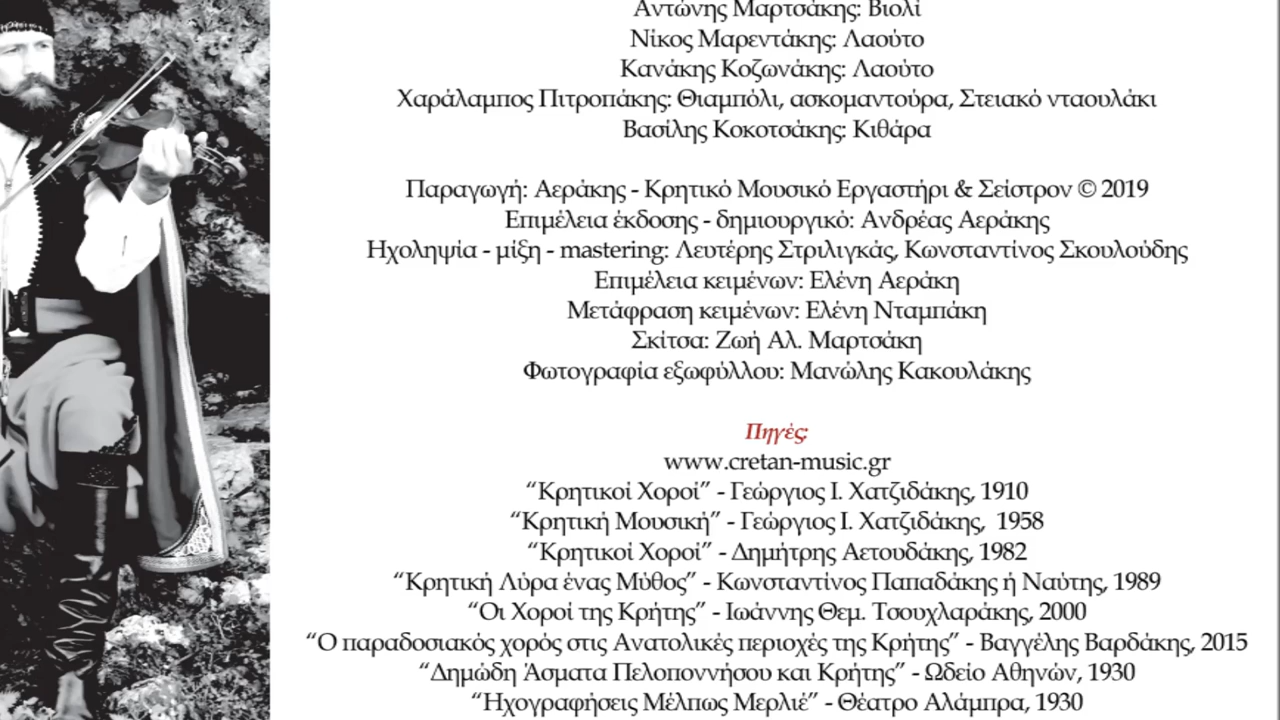 Αντώνης Μαρτσάκης: Βιολί
Νίκος Μαρεντάκης: Λαούτο
Κανάκης Κοζωνάκης: Λαούτο
Χαράλαμπος Πιτροπάκης: Θιαμπόλι, ασκομαντούρα, Στειακό νταουλάκι
Βασίλης Κοκοτσάκης: Κιθάρα
Παραγωγή: Αεράκης - Κρητικό Μουσικό Εργαστήρι & Σείστρον © 2019
Επιμέλεια έκδοσης - δημιουργικό: Ανδρέας Αεράκης
Ηχοληψία - μίξη - mastering: Λευτέρης Στριλιγκάς, Κωνσταντίνος Σκουλούδης
Επιμέλεια κειμένων: Ελένη Αεράκη
Μετάφραση κειμένων: Ελένη Νταμπάκη
Σκίτσα: Ζωή Αλ. Μαρτσάκη
Φωτογραφία εξωφύλλου: Μανώλης Κακουλάκης
Πηγές:
www.cretan-music.gr
“Κρητικοί Χοροί” - Γεώργιος Ι. Χατζιδάκης, 1910
“Κρητική Μουσική” - Γεώργιος Ι. Χατζιδάκης, 1958
“Κρητικοί Χοροί” - Δημήτρης Αετουδάκης, 1982
“Κρητική Λύρα ένας Μύθος” - Κωνσταντίνος Παπαδάκης ή Ναύτης, 1989
“Οι Χοροί της Κρήτης” - Ιωάννης Θεμ. Τσουχλαράκης, 2000
“Ο παραδοσιακός χορός στις Ανατολικές περιοχές της Κρήτης” - Βαγγέλης Βαρδάκης, 2015
“Δημώδη Άσματα Πελοποννήσου και Κρήτης” - Ωδείο Αθηνών, 1930
“Ηχογραφήσεις Μέλπως Μερλιέ” - Θέατρο Αλάμπρα, 1930